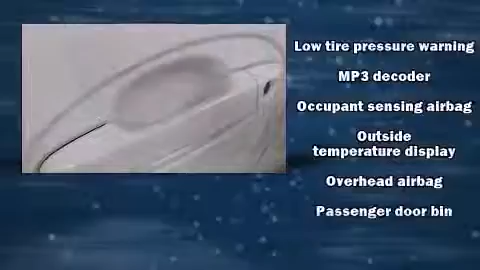 Low tire pressure warning
MP3 decoder
Occupant sensing airbag
Outside
temperature display
Overhead airbag
Passenger door bin